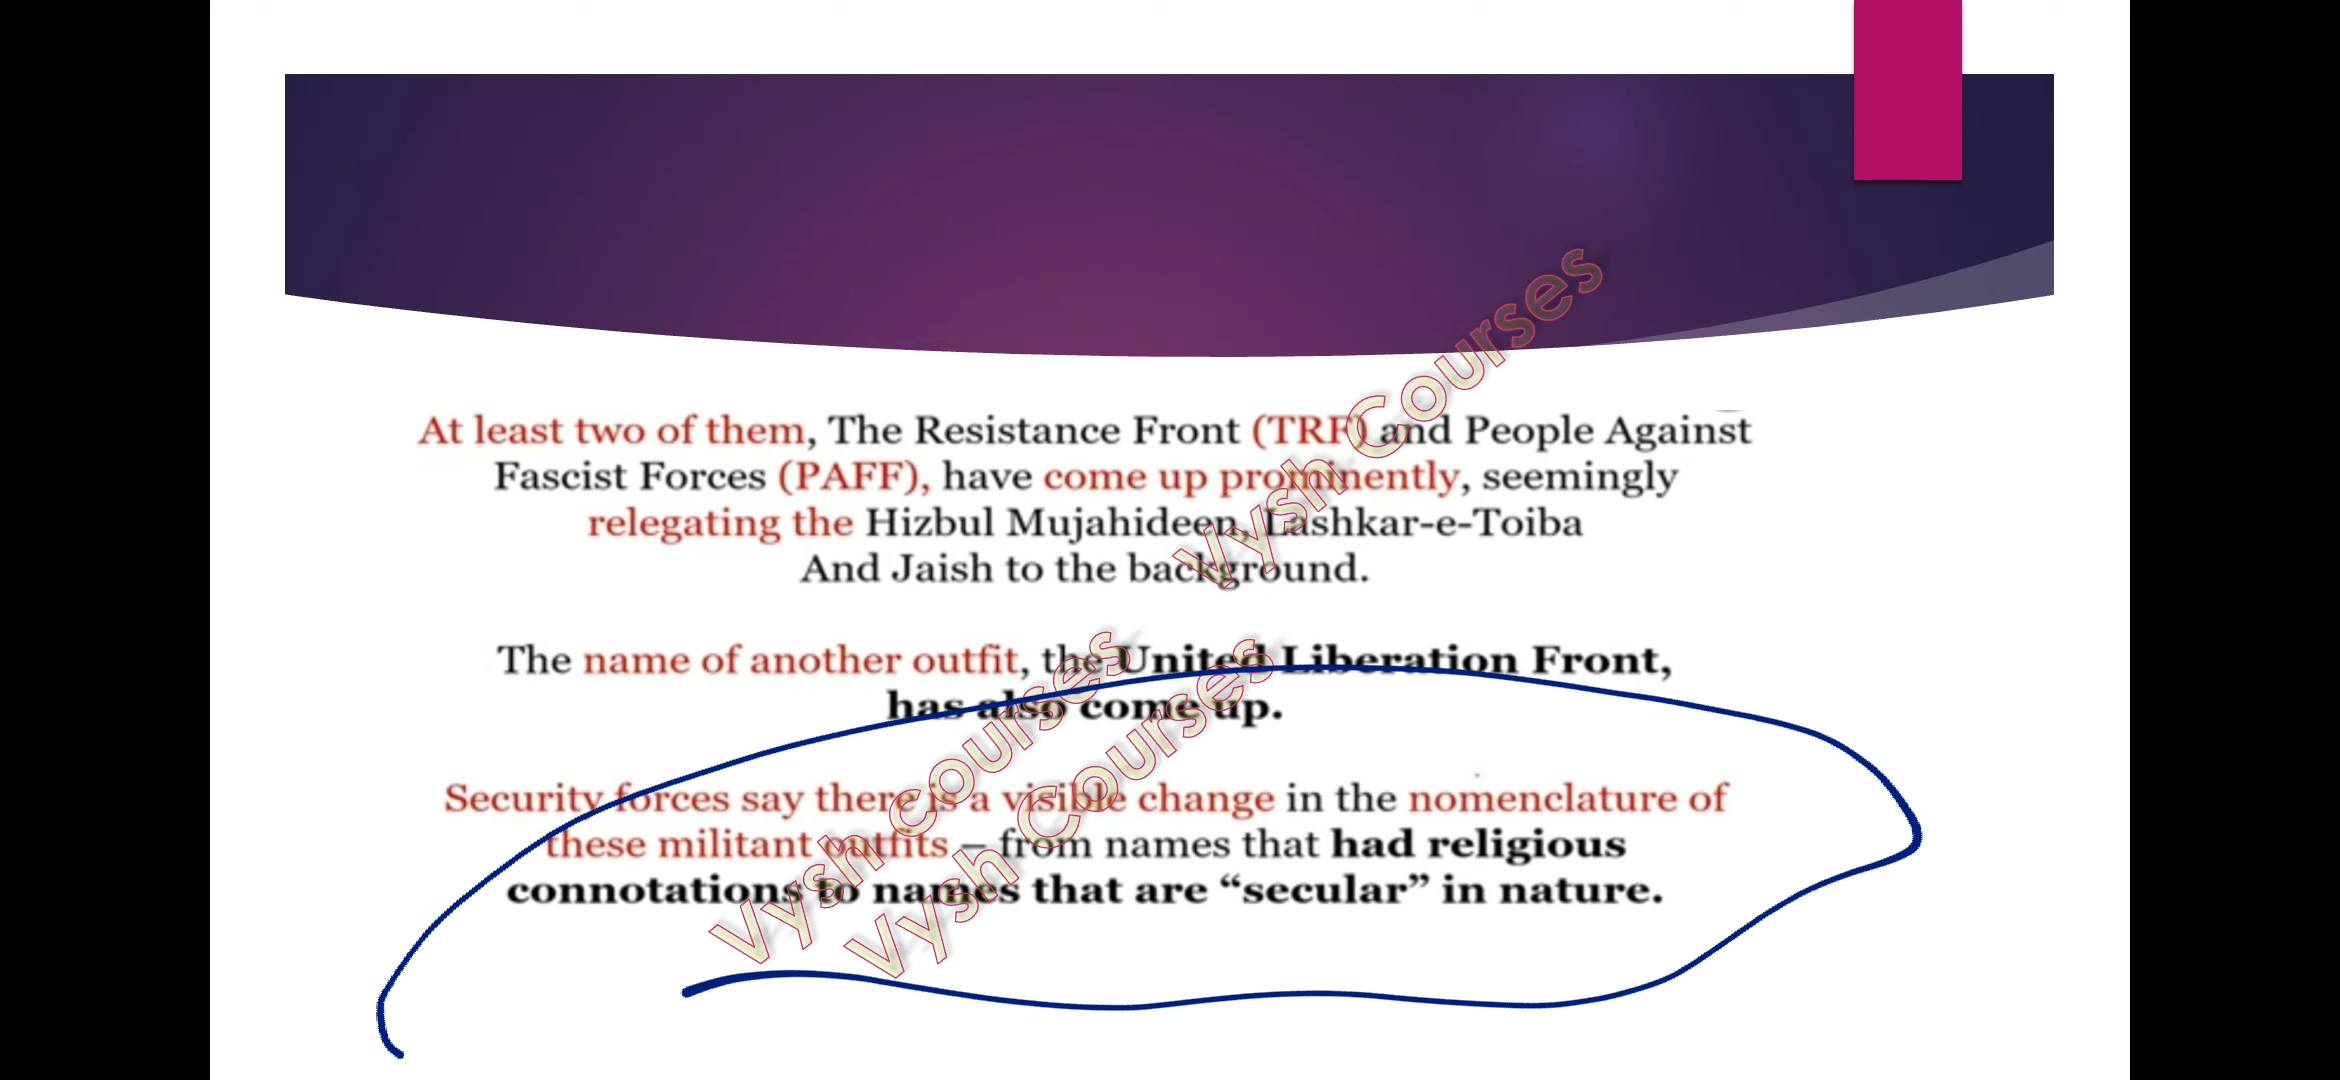 At least two of them, The Resistance Front (TRF) and People Against
Fascist Forces (PAFF), have come up prominently, seemingly
relegating the Hizbul Mujahideen, Lashkar-e-Toiba
And Jaish to the background.
The name of another outfit, the United Liberation Front,
has also come up.
Security forces say there is a visible change in the nomenclature of
these militant outfits – from names that had religious
connotations to names that are “secular” in nature.
Vysh Courses
Vysh courses
Vysh Courses